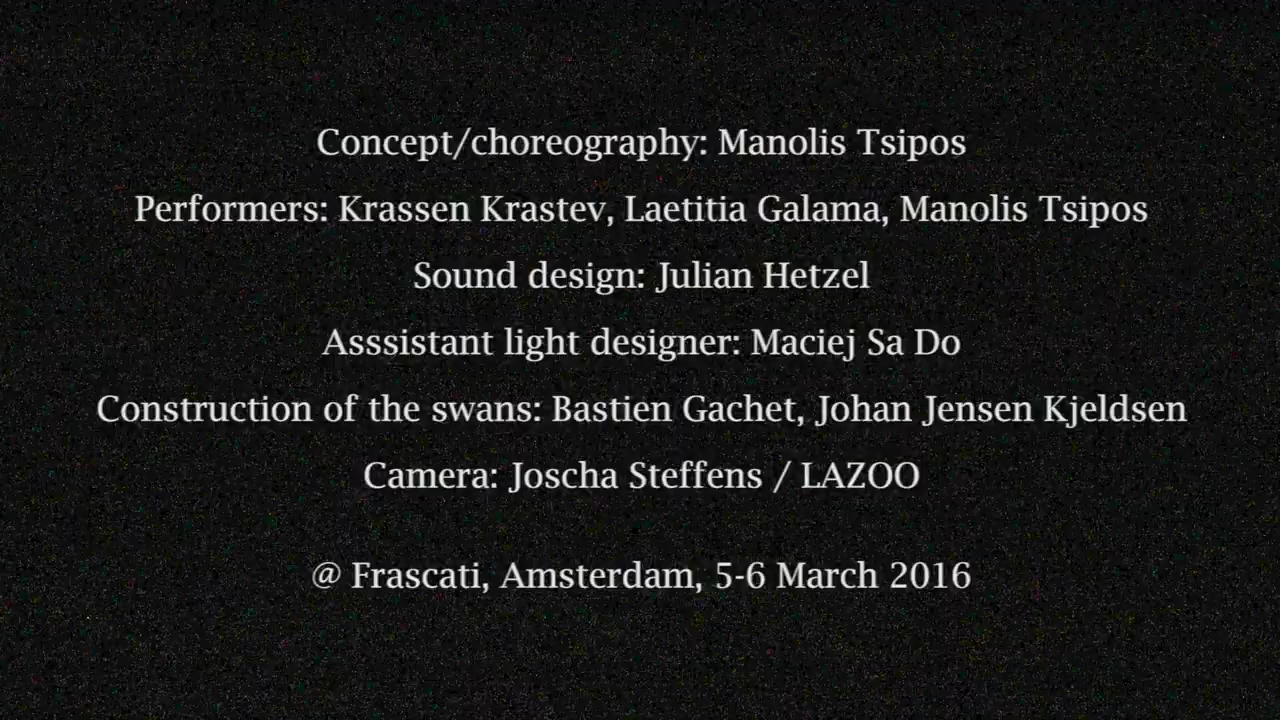 Concept/choreography: Manolis Tsipos
Performers: Krassen Krastev, Laetitia Galama, Manolis Tsipos
Sound design: Julian Hetzel
Asssistant light designer: Maciej Sa Do
Construction of the swans: Bastien Gachet, Johan Jensen Kjeldsen
Camera: Joscha Steffens / LAZOO
@ Frascati, Amsterdam, 5-6 March 2016